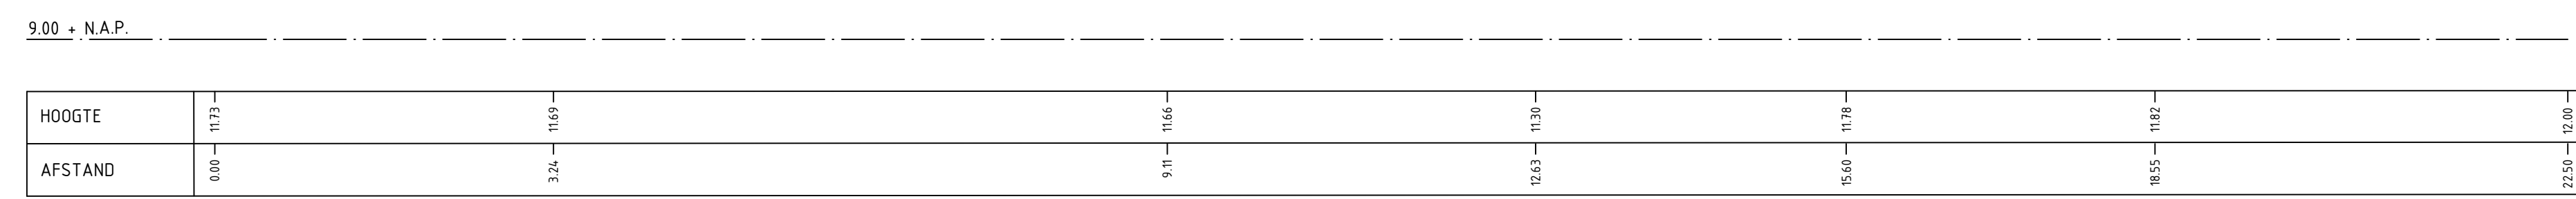 9.00 + N.A.P.
HOOGTE 11.73 11.69 11.66 11.30 11.78 11.82 12.00
AFSTAND 0.00 3.24 9.11 12.63 15.60 18.55 22.50